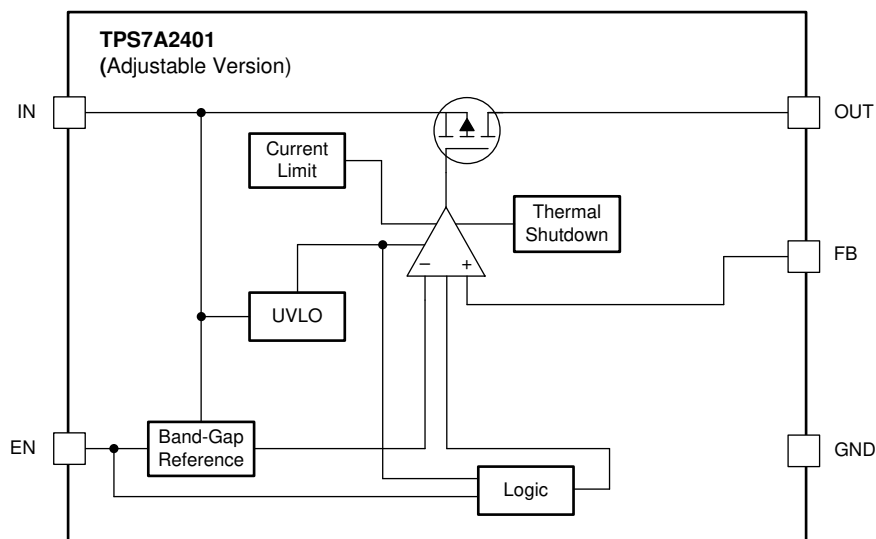 TPS7A2401
(Adjustable Version)
IN
OUT
Current
Limit
Thermal
Shutdown
− +
FB
UVLO
EN
Band-Gap
Reference
GND
Logic